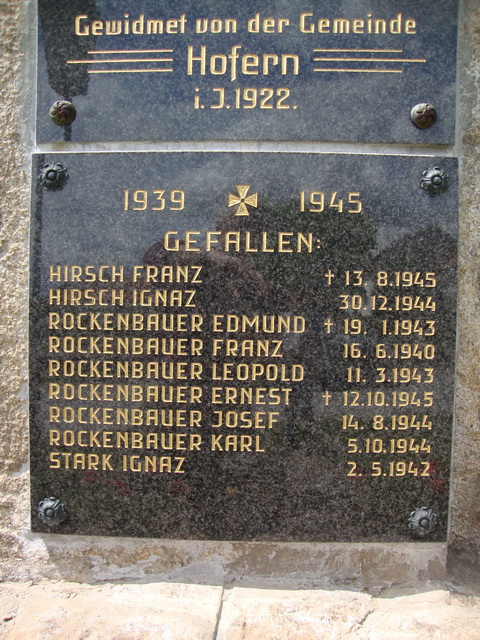 Gewidmet von der Gemeinde
Hofern
i. J. 1922.
1939 1945
GEFALLEN:
HIRSCH FRANZ † 13. 8.1945
HIRSCH IGNAZ 30.12.1944
ROCKENBAUER EDMUND † 19. 1.1943
ROCKENBAUER FRANZ 16. 6.1940
ROCKENBAUER LEOPOLD 11. 3.1943
ROCKENBAUER ERNEST † 12.10.1945
ROCKENBAUER JOSEF 14. 8.1944
ROCKENBAUER KARL 5.10.1944
STARK IGNAZ 2. 5.1942